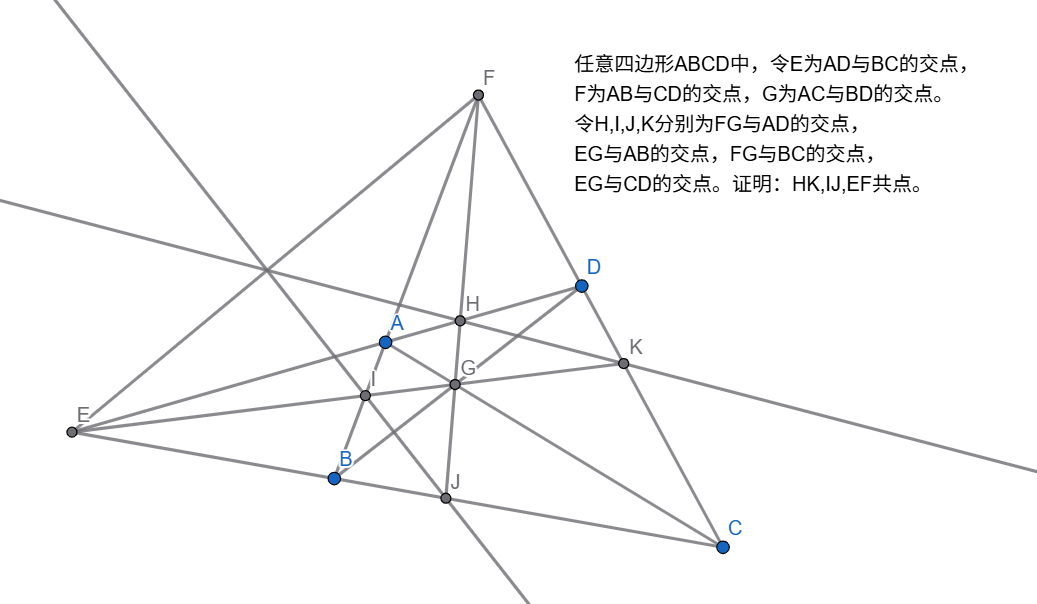 任意四边形ABCD中，令E为AD与BC的交点，
F为AB与CD的交点，G为AC与BD的交点。
令H,I,J,K分别为FG与AD的交点，
EG与AB的交点，FG与BC的交点，
EG与CD的交点。证明：HK,IJ,EF共点。
F
D
H
A
K
I
G
E
B
J
C